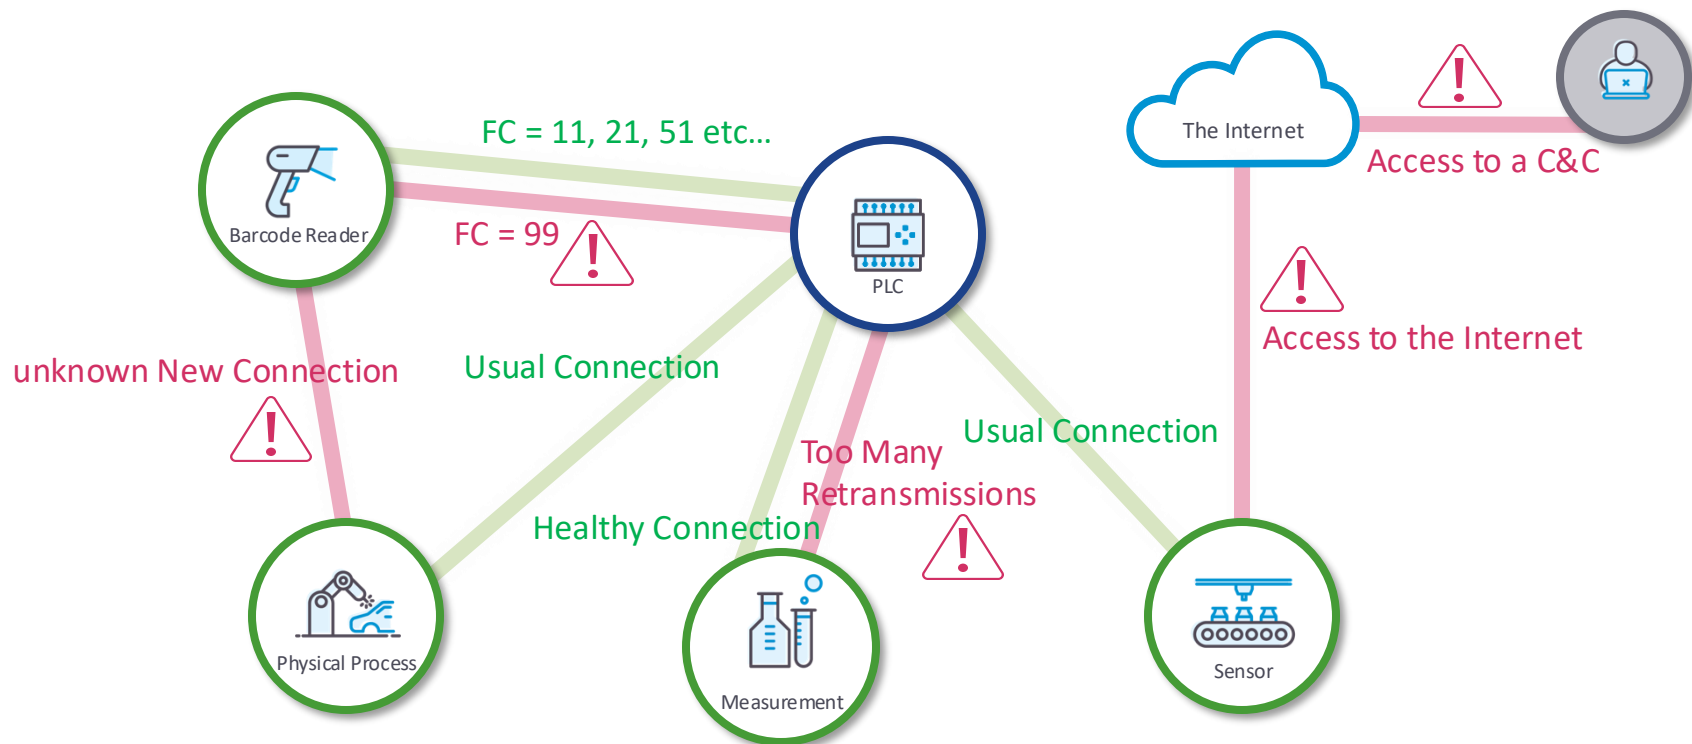 The Internet
Access to a C&C
FC = 11, 21, 51 etc…
Barcode Reader
FC = 99
PLC
Access to the Internet
unknown New Connection
Usual Connection
Usual Connection
Too Many
Retransmissions
Healthy Connection
Physical Process
Measurement
Sensor